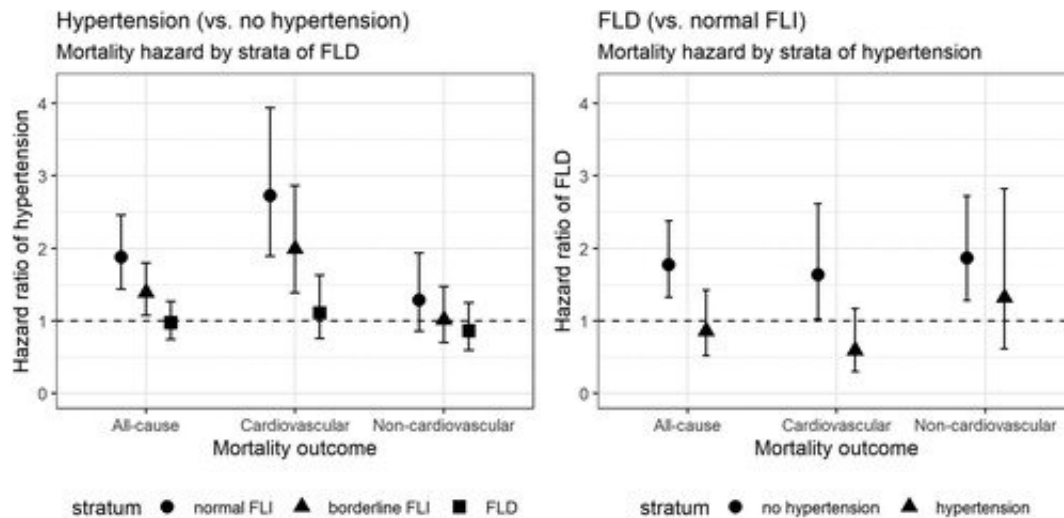 Hypertension (vs. no hypertension)
Mortality hazard by strata of FLD
Hazard ratio of hypertension
4
3
2
1
0
All-cause
Cardiovascular
Non-cardiovascular
Mortality outcome
stratum normal FLI borderline FLI FLD
FLD (vs. normal FLI)
Mortality hazard by strata of hypertension
Hazard ratio of FLD
4
3
2
1
0
All-cause
Cardiovascular
Non-cardiovascular
Mortality outcome
stratum no hypertension hypertension